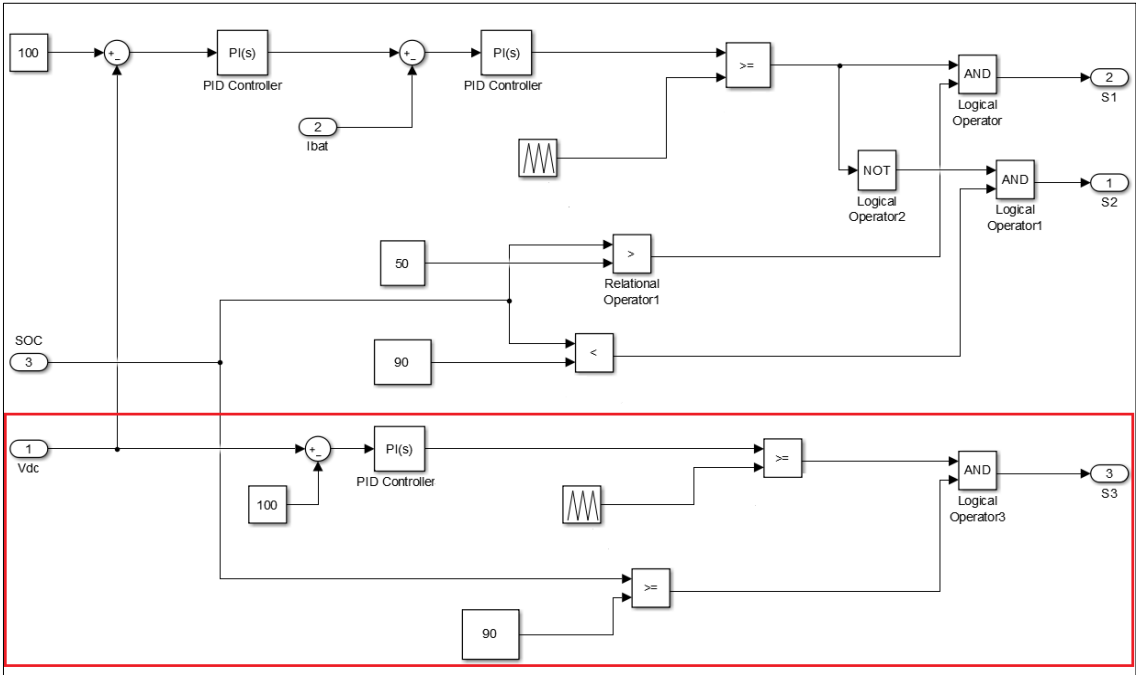 100
+
-
PI(s)
PID Controller
+
-
PI(s)
PID Controller
>=
AND
Logical
Operator
2
S1
2
Ibat
NOT
Logical
Operator2
AND
Logical
Operator1
1
S2
50
>
Relational
Operator1
SOC
3
90
<
1
Vdc
+
-
PI(s)
PID Controller
100
>=
AND
Logical
Operator3
3
S3
>=
90